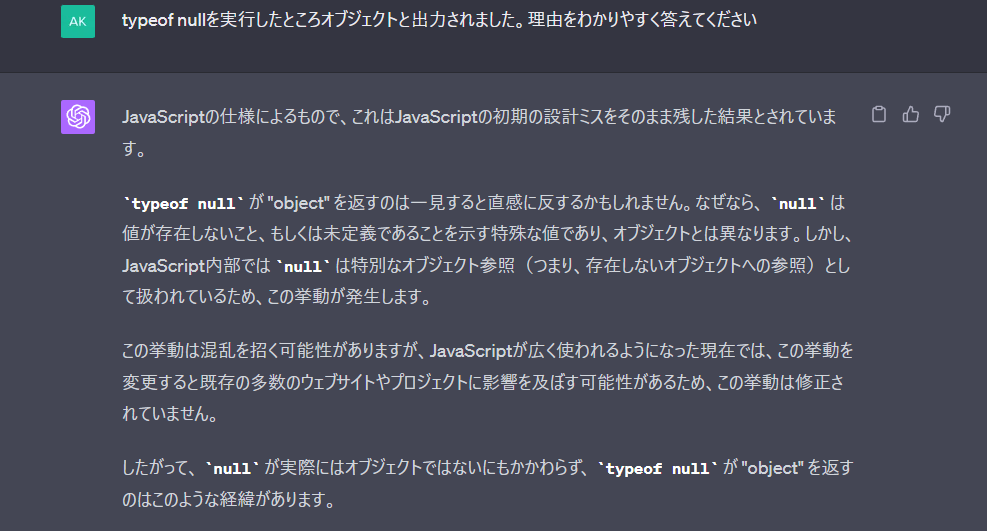 AK
typeof nullを実行したところオブジェクトと出力されました。理由をわかりやすく答えてください
JavaScriptの仕様によるもので、これはJavaScriptの初期の設計ミスをそのまま残した結果とされていま
す。
`typeof null` が "object" を返すのは一見すると直感に反するかもしれません。なぜなら、 `null` は
値が存在しないこと、もしくは未定義であることを示す特殊な値であり、オブジェクトとは異なります。しかし、
JavaScript内部では `null` は特別なオブジェクト参照（つまり、存在しないオブジェクトへの参照）とし
て扱われているため、この挙動が発生します。
この挙動は混乱を招く可能性がありますが、JavaScriptが広く使われるようになった現在では、この挙動を
変更すると既存の多数のウェブサイトやプロジェクトに影響を及ぼす可能性があるため、この挙動は修正さ
れていません。
したがって、 `null` が実際にはオブジェクトではないにもかかわらず、 `typeof null` が "object" を返す
のはこのような経緯があります。